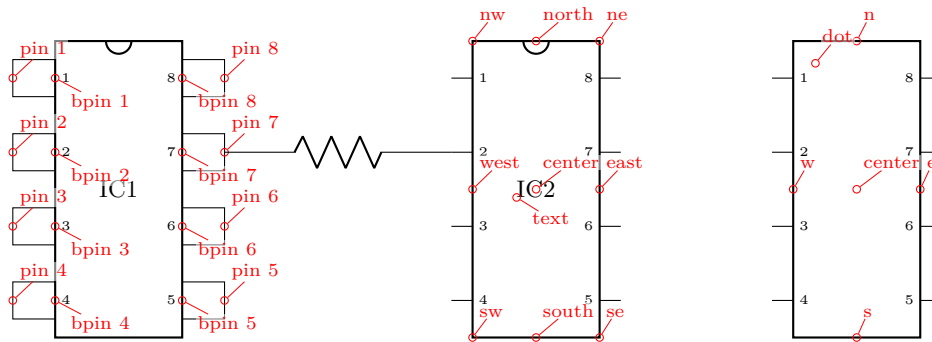 nw north ne n
pin 1 pin 8 dot
1 8 1 8 1 8
bpin 1 bpin 8
pin 2 pin 7
2 7 2 7 2 7
bpin 2 bpin 7 west center east w center e
IC1 IC2
pin 3 pin 6 text
3 6 3 6 3 6
bpin 3 bpin 6
pin 4 pin 5
4 5 4 5 4 5
bpin 4 bpin 5 sw south se s